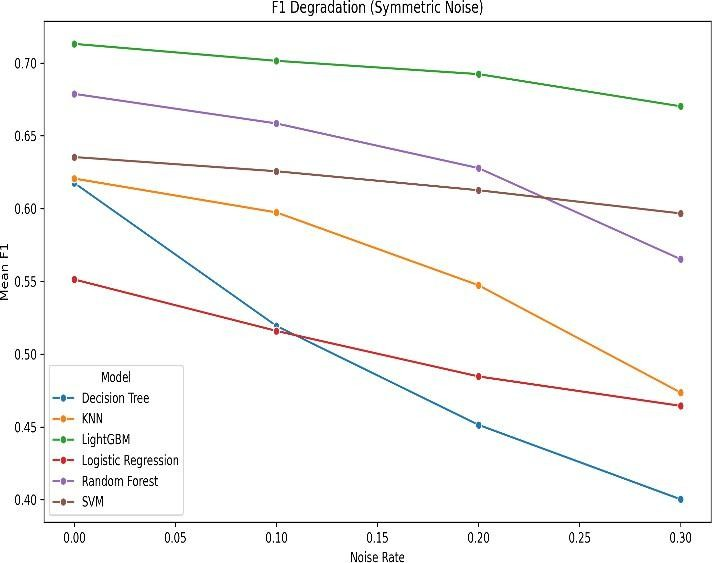 F1 Degradation (Symmetric Noise)
Mean F1
0.70
0.65
0.60
0.55
0.50
0.45
0.40
Model
Decision Tree
KNN
LightGBM
Logistic Regression
Random Forest
SVM
0.00 0.05 0.10 0.15 0.20 0.25 0.30
Noise Rate